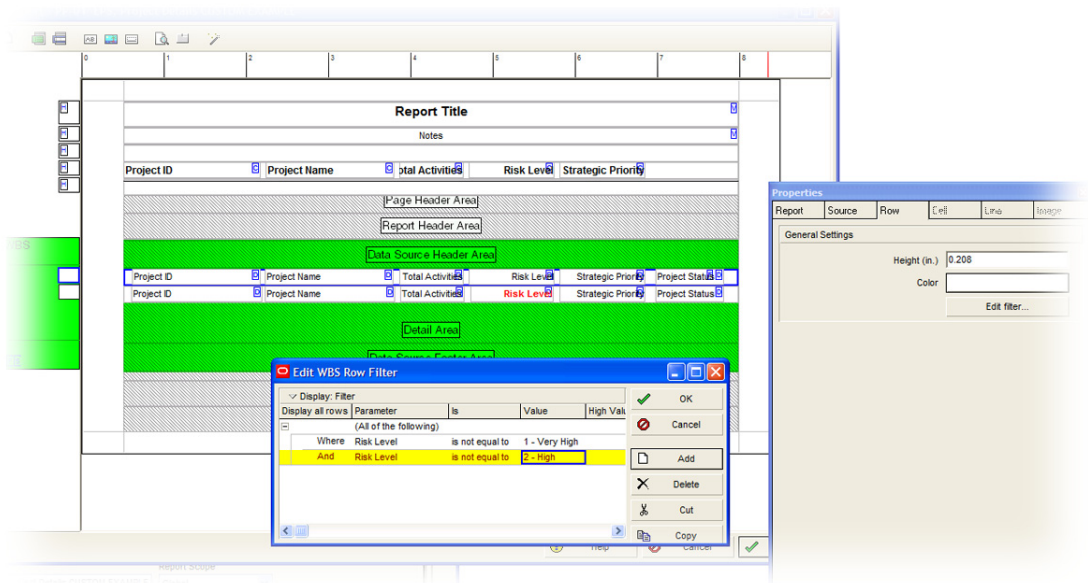 0 1 2 3 4 5 6 7 8
Report Title
Notes
Project ID Project Name otal Activities Risk Level Strategic Priority
Page Header Area
Report Header Area
WBS
Data Source Header Area
Project ID Project Name Total Activities Risk Level Strategic Priority Project Status
Project ID Project Name Total Activities Risk Level Strategic Priority Project Status
Detail Area
Data Source Footer Area
Properties
Report Source Row Cell Line Image
General Settings
Height (in.) 0.208
Color
Edit filter...
Edit WBS Row Filter
Display: Filter
Display all rows Parameter Is Value High Valu
(All of the following)
Where Risk Level is not equal to 1 - Very High
And Risk Level is not equal to 2 - High
OK
Cancel
Add
Delete
Cut
Copy
Help Cancel
Report Scope